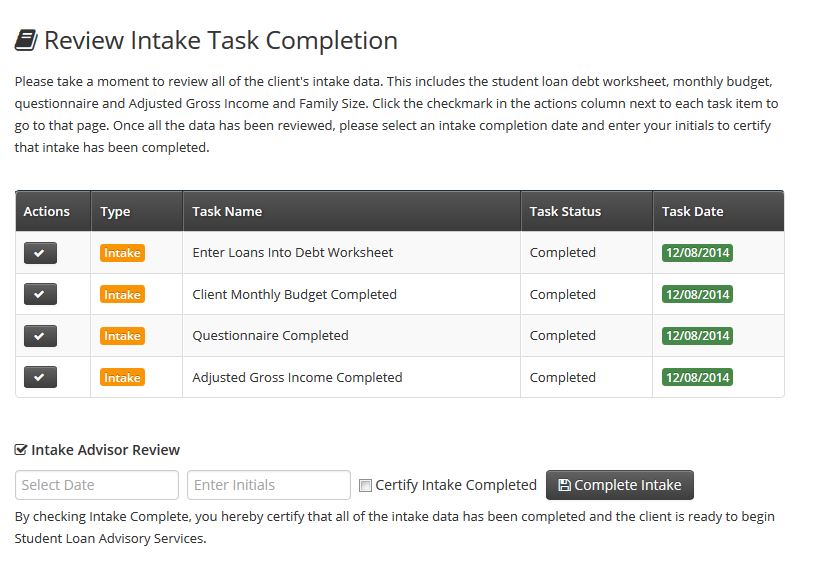 Review Intake Task Completion
Please take a moment to review all of the client's intake data. This includes the student loan debt worksheet, monthly budget,
questionnaire and Adjusted Gross Income and Family Size. Click the checkmark in the actions column next to each task item to
go to that page. Once all the data has been reviewed, please select an intake completion date and enter your initials to certify
that intake has been completed.
Actions Type Task Name Task Status Task Date
Intake Enter Loans Into Debt Worksheet Completed 12/08/2014
Intake Client Monthly Budget Completed Completed 12/08/2014
Intake Questionnaire Completed Completed 12/08/2014
Intake Adjusted Gross Income Completed Completed 12/08/2014
Intake Advisor Review
Select Date Enter Initials Certify Intake Completed Complete Intake
By checking Intake Complete, you hereby certify that all of the intake data has been completed and the client is ready to begin
Student Loan Advisory Services.